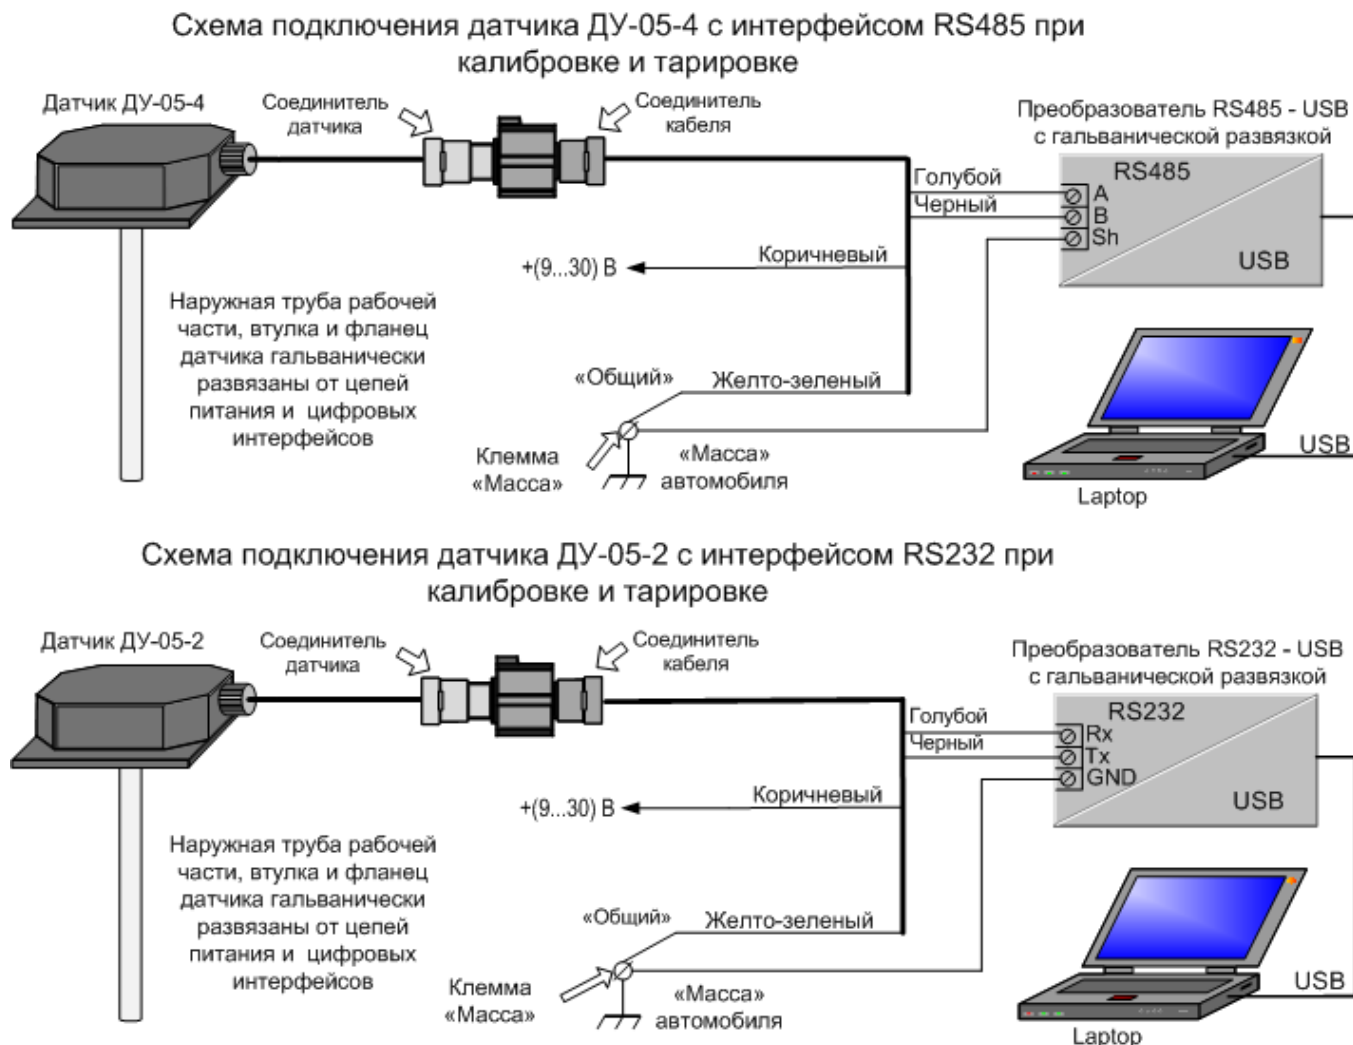 Схема подключения датчика ДУ-05-4 с интерфейсом RS485 при
калибровке и тарировке
Датчик ДУ-05-4
Соединитель
датчика
Соединитель
кабеля
Преобразователь RS485 - USB
с гальванической развязкой
RS485
A
B
Sh
USB
Голубой
Черный
Коричневый
+(9...30) В
Наружная труба рабочей
части, втулка и фланец
датчика гальванически
развязаны от цепей
питания и цифровых
интерфейсов
«Общий»
Желто-зеленый
Клемма
«Масса»
«Масса»
автомобиля
USB
Laptop
Схема подключения датчика ДУ-05-2 с интерфейсом RS232 при
калибровке и тарировке
Датчик ДУ-05-2
Соединитель
датчика
Соединитель
кабеля
Преобразователь RS232 - USB
с гальванической развязкой
RS232
Rx
Tx
GND
USB
Голубой
Черный
Коричневый
+(9...30) В
Наружная труба рабочей
части, втулка и фланец
датчика гальванически
развязаны от цепей
питания и цифровых
интерфейсов
«Общий»
Желто-зеленый
Клемма
«Масса»
«Масса»
автомобиля
USB
Laptop